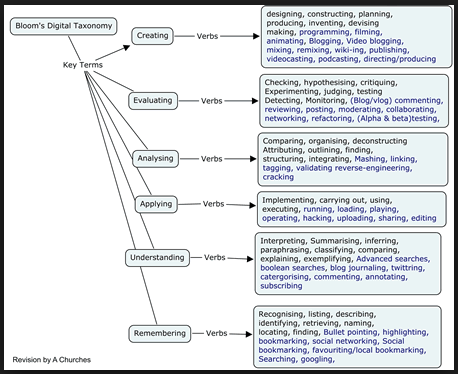 Bloom's Digital Taxonomy
Key Terms
Creating
Verbs
designing, constructing, planning,
producing, inventing, devising
making, programming, filming,
animating, Blogging, Video blogging,
mixing, remixing, wiki-ing, publishing,
videocasting, podcasting, directing/producing
Evaluating
Verbs
Checking, hypothesising, critiquing,
Experimenting, judging, testing
Detecting, Monitoring, (Blog/vlog) commenting,
reviewing, posting, moderating, collaborating,
networking, refactoring, (Alpha & beta)testing,
Analysing
Verbs
Comparing, organising, deconstructing
Attributing, outlining, finding,
structuring, integrating, Mashing, linking,
tagging, validating reverse-engineering,
cracking
Applying
Verbs
Implementing, carrying out, using,
executing, running, loading, playing,
operating, hacking, uploading, sharing, editing
Understanding
Verbs
Interpreting, Summarising, inferring,
paraphrasing, classifying, comparing,
explaining, exemplifying, Advanced searches,
boolean searches, blog journaling, twittring,
catergorising, commenting, annotating,
subscribing
Remembering
Verbs
Recognising, listing, describing,
identifying, retrieving, naming,
locating, finding, Bullet pointing, highlighting,
bookmarking, social networking, Social
bookmarking, favouriting/local bookmarking,
Searching, googling,
Revision by A Churches